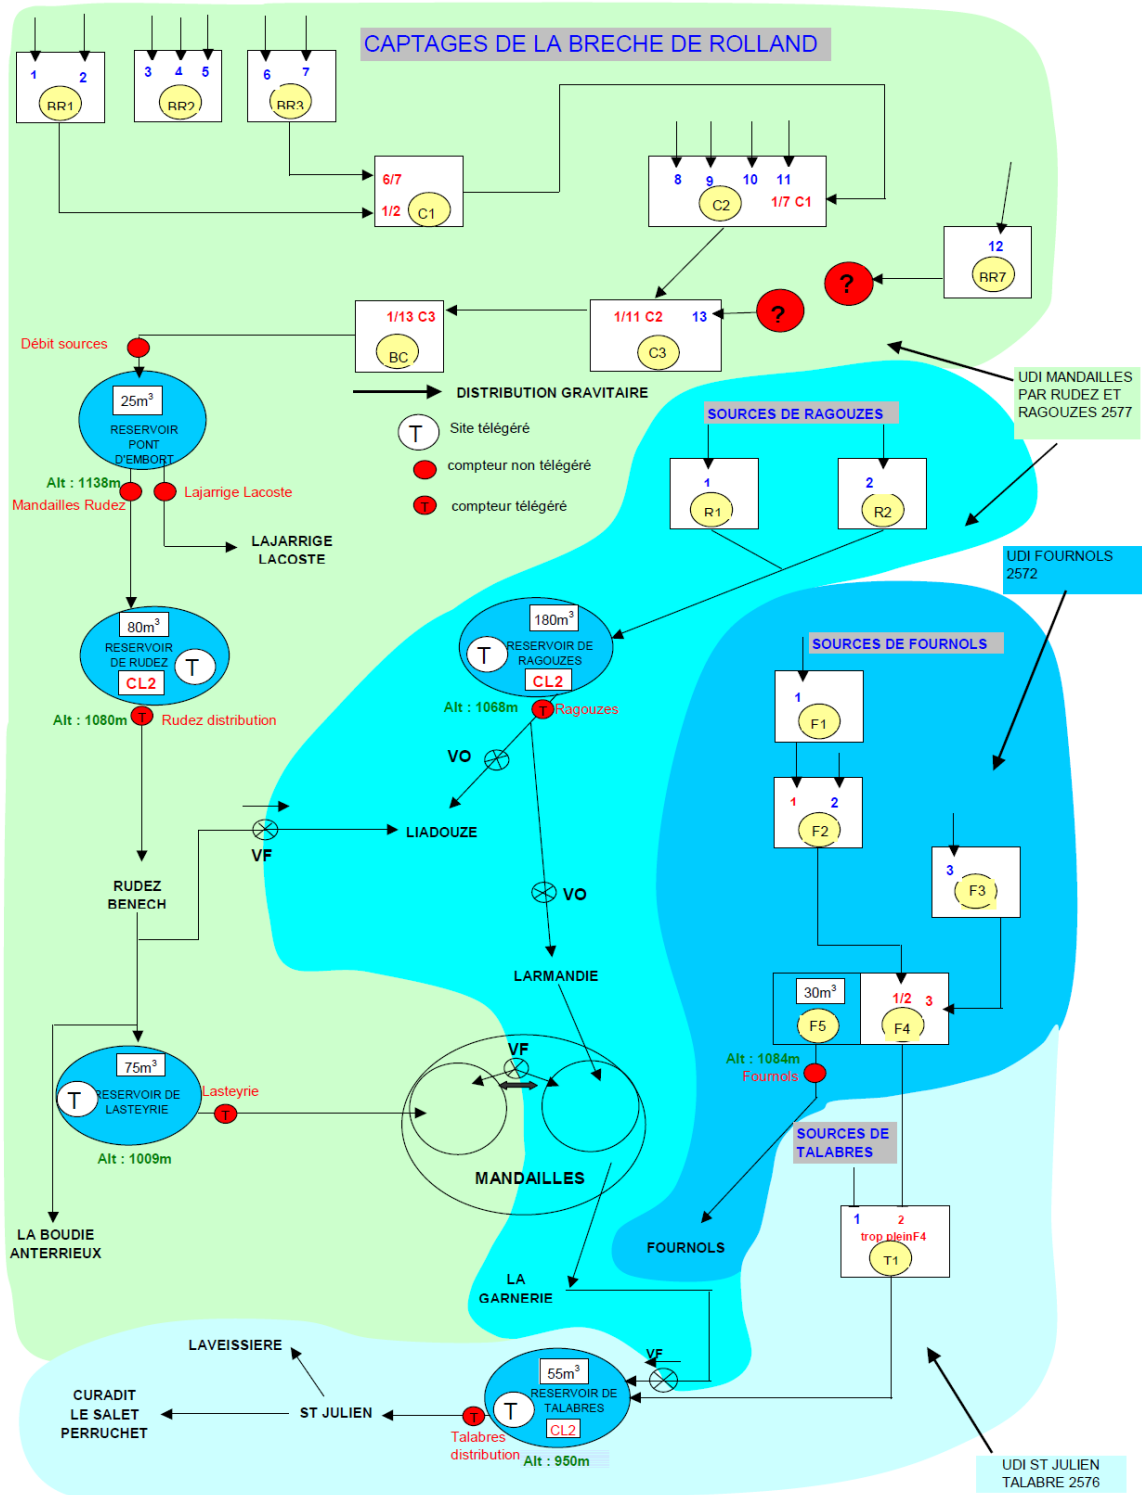 CAPTAGES DE LA BRECHE DE ROLLAND
1 2
3 4 5
6 7
BR1
BR2
BR3
6/7
1/2
C1
8 9 10 11
1/7 C1
C2
12
BR7
?
?
1/13 C3
BC
1/11 C2 13
C3
Débit sources
25m³
RESERVOIR
PONT
D'EMBORT
Alt : 1138m
Mandailles Rudez
Lajarrige Lacoste
LAJARRIGE
LACOSTE
DISTRIBUTION GRAVITAIRE
T Site télégéré
compteur non télégéré
T compteur télégéré
UDI MANDAILLES
PAR RUDEZ ET
RAGOUZES 2577
SOURCES DE RAGOUZES
1
R1
2
R2
UDI FOURNOLS
2572
80m³
RESERVOIR
DE RUDEZ
T
CL2
Alt : 1080m
T
Rudez distribution
180m³
T
RESERVOIR DE
RAGOUZES
CL2
Alt : 1068m
T
Ragouzes
VO
SOURCES DE FOURNOLS
1
F1
1 2
F2
3
F3
VF
LIADOUZE
VO
RUDEZ
BENECH
LARMANDIE
30m³
F5
1/2 3
F4
Alt : 1084m
Fournols
75m³
T
RESERVOIR DE
LASTEYRIE
Lasteyrie
T
Alt : 1009m
VF
MANDAILLES
SOURCES DE
TALABRES
1 2
trop pleinF4
T1
LA BOUDIE
ANTERRIEUX
FOURNOLS
LA
GARNERIE
LAVEISSIERE
VF
55m³
T
RESERVOIR DE
TALABRES
CL2
CURADIT
LE SALET
PERRUCHET
ST JULIEN
T
Talabres
distribution
Alt : 950m
UDI ST JULIEN
TALABRE 2576